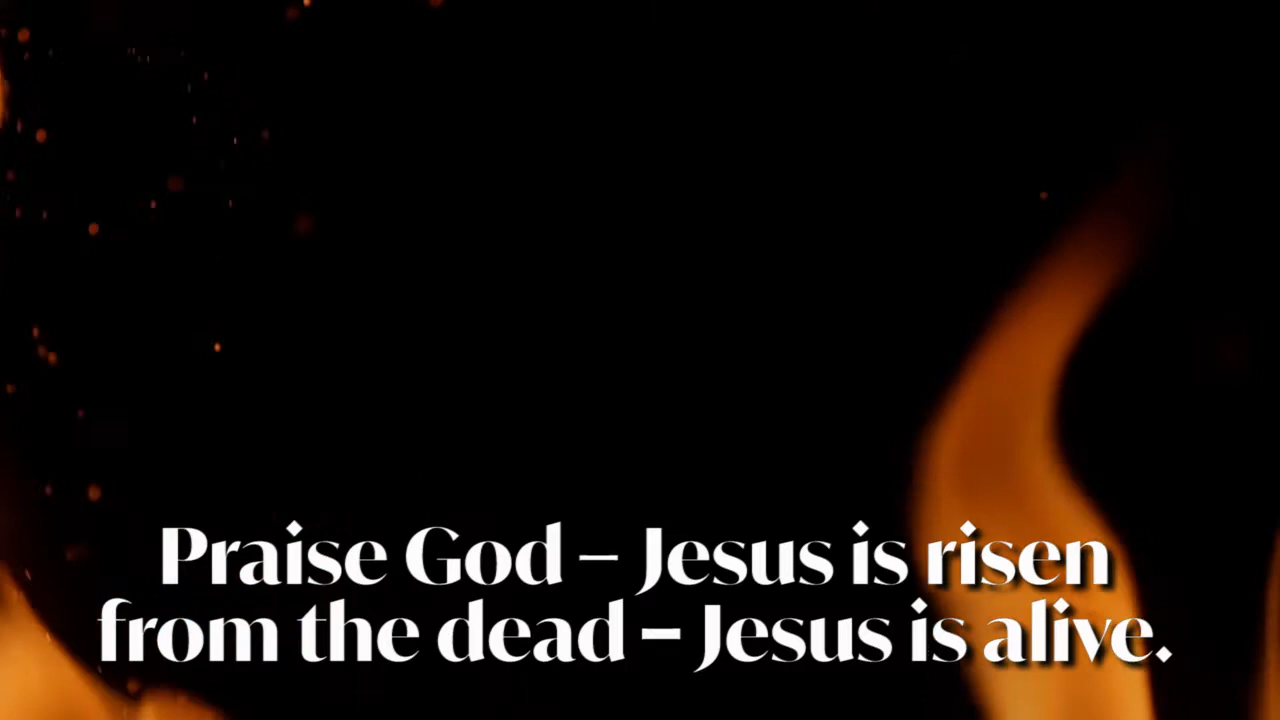 Praise God – Jesus is risen
from the dead – Jesus is alive.